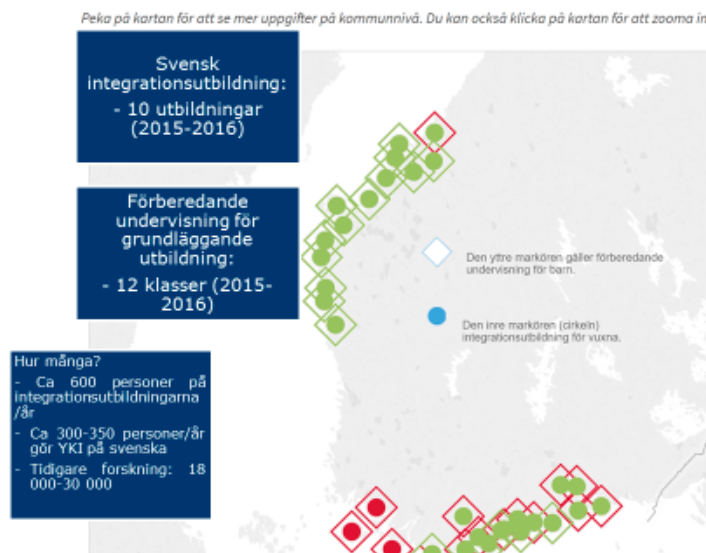 Peka på kartan för att se mer uppgifter på kommunnivå. Du kan också klicka på kartan för att zooma in
Svensk
integrationsutbildning:
- 10 utbildningar
(2015-2016)
Förberedande
undervisning för
grundläggande
utbildning:
- 12 klasser (2015-
2016)
Den yttre markören gäller förberedande
undervisning för barn.
Den inre markören (cirkeln)
integrationsutbildning för vuxna.
Hur många?
- Ca 600 personer på
integrationsutbildningarna
/år
- Ca 300-350 personer/år
gör YKI på svenska
- Tidigare forskning: 18
000-30 000